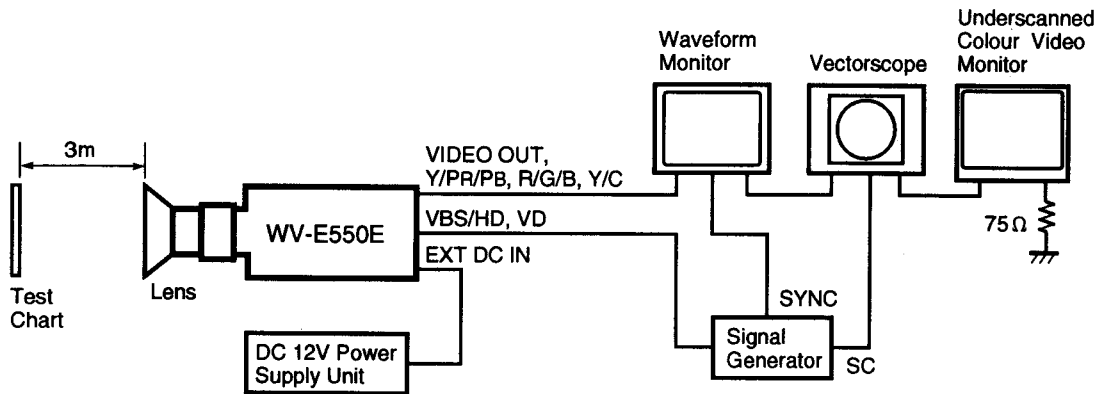 Underscanned
Colour Video
Monitor
Waveform
Monitor
Vectorscope
3m
VIDEO OUT,
Y/PR/PB, R/G/B, Y/C
VBS/HD, VD
WV-E550E
EXT DC IN
75Ω
Test
Chart
Lens
SYNC
Signal
Generator
SC
DC 12V Power
Supply Unit